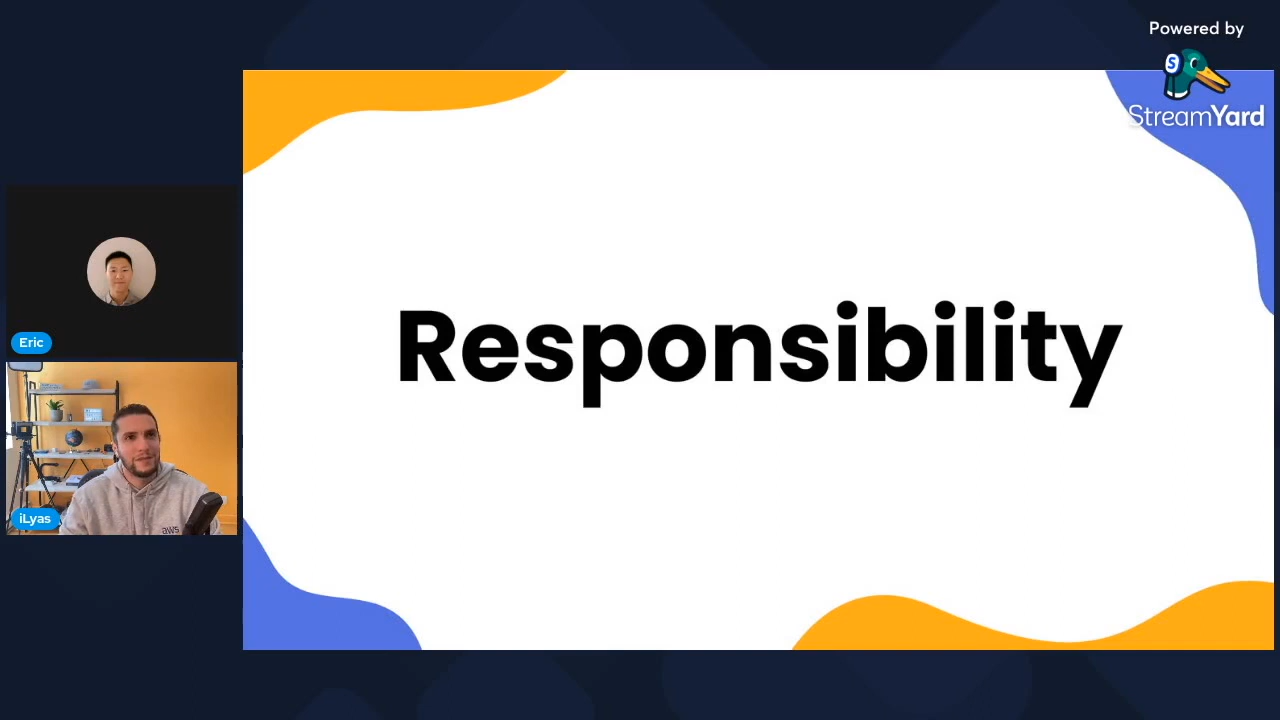 Powered by
StreamYard
Responsibility
Eric
iLyas
aws